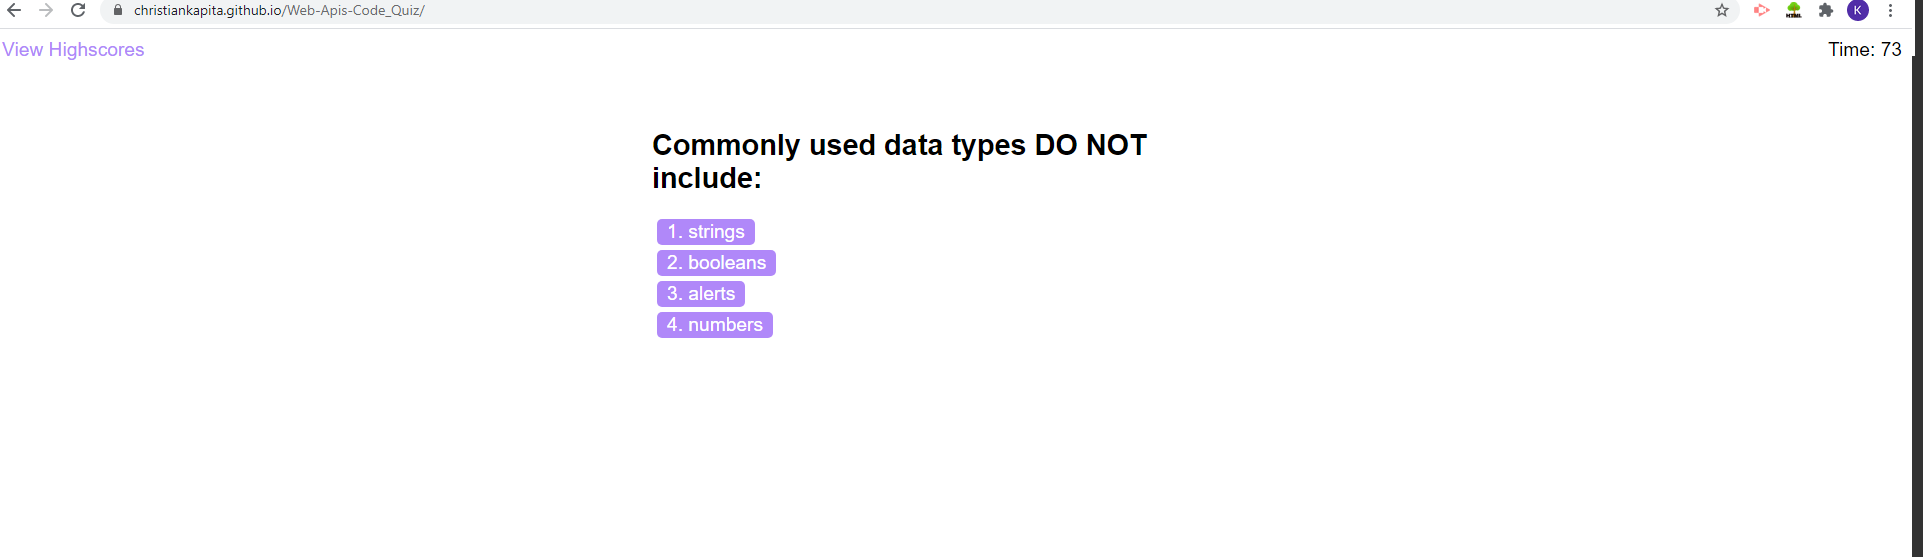 christiankapita.github.io/Web-Apis-Code_Quiz/
HTML
K
View Highscores
Time: 73
Commonly used data types DO NOT
include:
1. strings
2. booleans
3. alerts
4. numbers